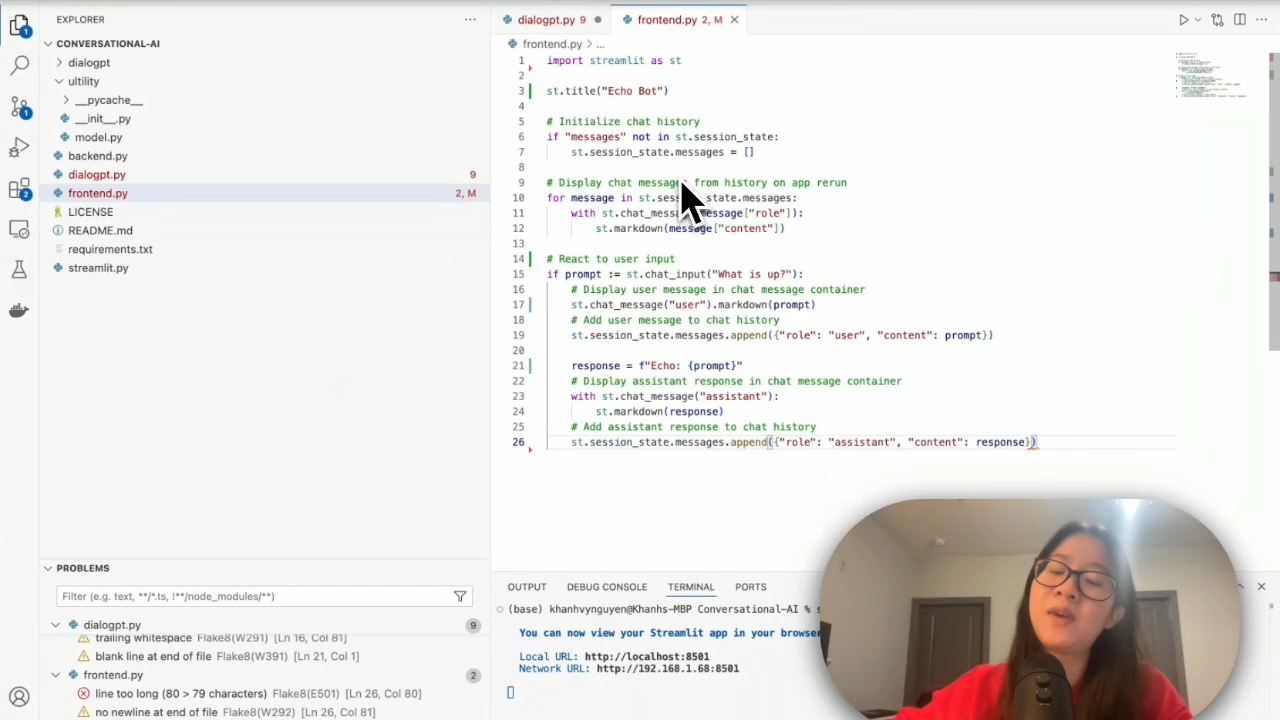 EXPLORER
CONVERSATIONAL-AI
dialogpt
ultility
__pycache__
__init__.py
model.py
backend.py
dialogpt.py 9
frontend.py 2, M
LICENSE
README.md
requirements.txt
streamlit.py
PROBLEMS
Filter (e.g. text, **/*.ts, !**/node_modules/**)
dialogpt.py 9
trailing whitespace Flake8(W291) [Ln 16, Col 81]
blank line at end of file Flake8(W391) [Ln 21, Col 1]
frontend.py 2
line too long (80 > 79 characters) Flake8(E501) [Ln 26, Col 80]
no newline at end of file Flake8(W292) [Ln 26, Col 81]
1
1
2
dialogpt.py 9
frontend.py 2, M
frontend.py > ...
1 import streamlit as st
2
3 st.title("Echo Bot")
4
5 # Initialize chat history
6 if "messages" not in st.session_state:
7 st.session_state.messages = []
8
9 # Display chat messages from history on app rerun
10 for message in st.session_state.messages:
11 with st.chat_message(message["role"]):
12 st.markdown(message["content"])
13
14 # React to user input
15 if prompt := st.chat_input("What is up?"):
16 # Display user message in chat message container
17 st.chat_message("user").markdown(prompt)
18 # Add user message to chat history
19 st.session_state.messages.append({"role": "user", "content": prompt})
20
21 response = f"Echo: {prompt}"
22 # Display assistant response in chat message container
23 with st.chat_message("assistant"):
24 st.markdown(response)
25 # Add assistant response to chat history
26 st.session_state.messages.append({"role": "assistant", "content": response})
OUTPUT DEBUG CONSOLE TERMINAL PORTS
(base) khanhvynguyen@Khanhs-MBP Conversational-AI % s
You can now view your Streamlit app in your browser
Local URL: http://localhost:8501
Network URL: http://192.168.1.68:8501